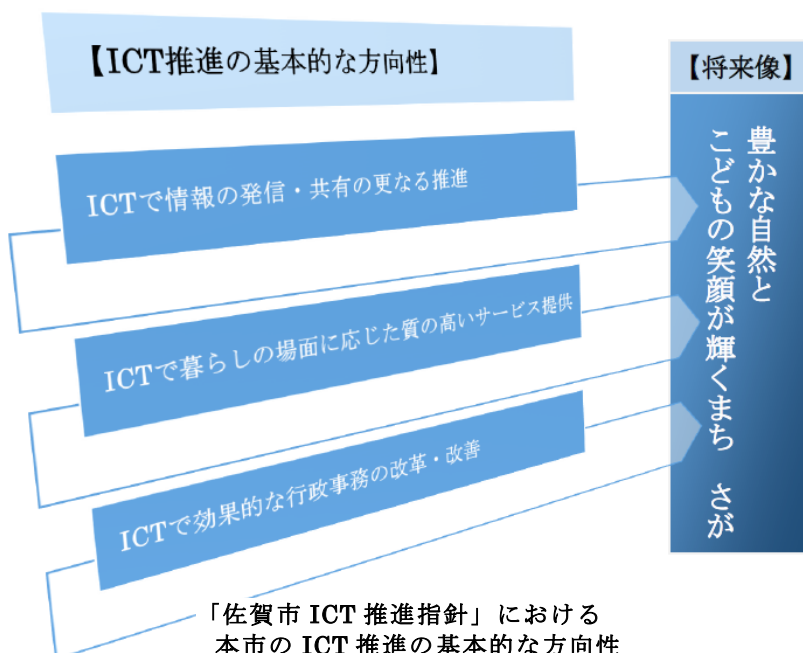 【ICT推進の基本的な方向性】
ICTで情報の発信・共有の更なる推進
ICTで暮らしの場面に応じた質の高いサービス提供
ICTで効果的な行政事務の改革・改善
【将来像】
豊かな自然と
こどもの笑顔が輝くまち　さが
「佐賀市 ICT 推進指針」における
本市の ICT 推進の基本的な方向性